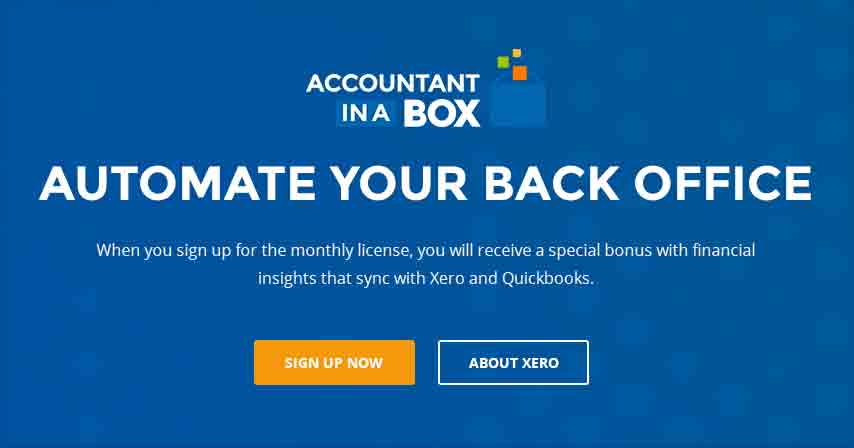 ACCOUNTANT
IN A BOX
AUTOMATE YOUR BACK OFFICE
When you sign up for the monthly license, you will receive a special bonus with financial
insights that sync with Xero and Quickbooks.
SIGN UP NOW
ABOUT XERO